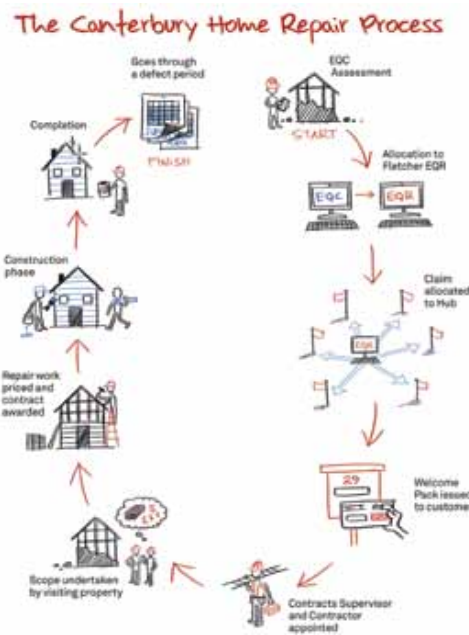 The Canterbury Home Repair Process
EQC
Assessment
START
Allocation to
Fletcher EQR
EQC
EQR
Claim
allocated
to Hub
EQR
29
Welcome
Pack issued
to customer
Contracts Supervisor
and Contractor
appointed
Scope undertaken
by visiting property
Repair work
priced and
contract
awarded
Construction
phase
Completion
Goes through
a defect period
FINISH